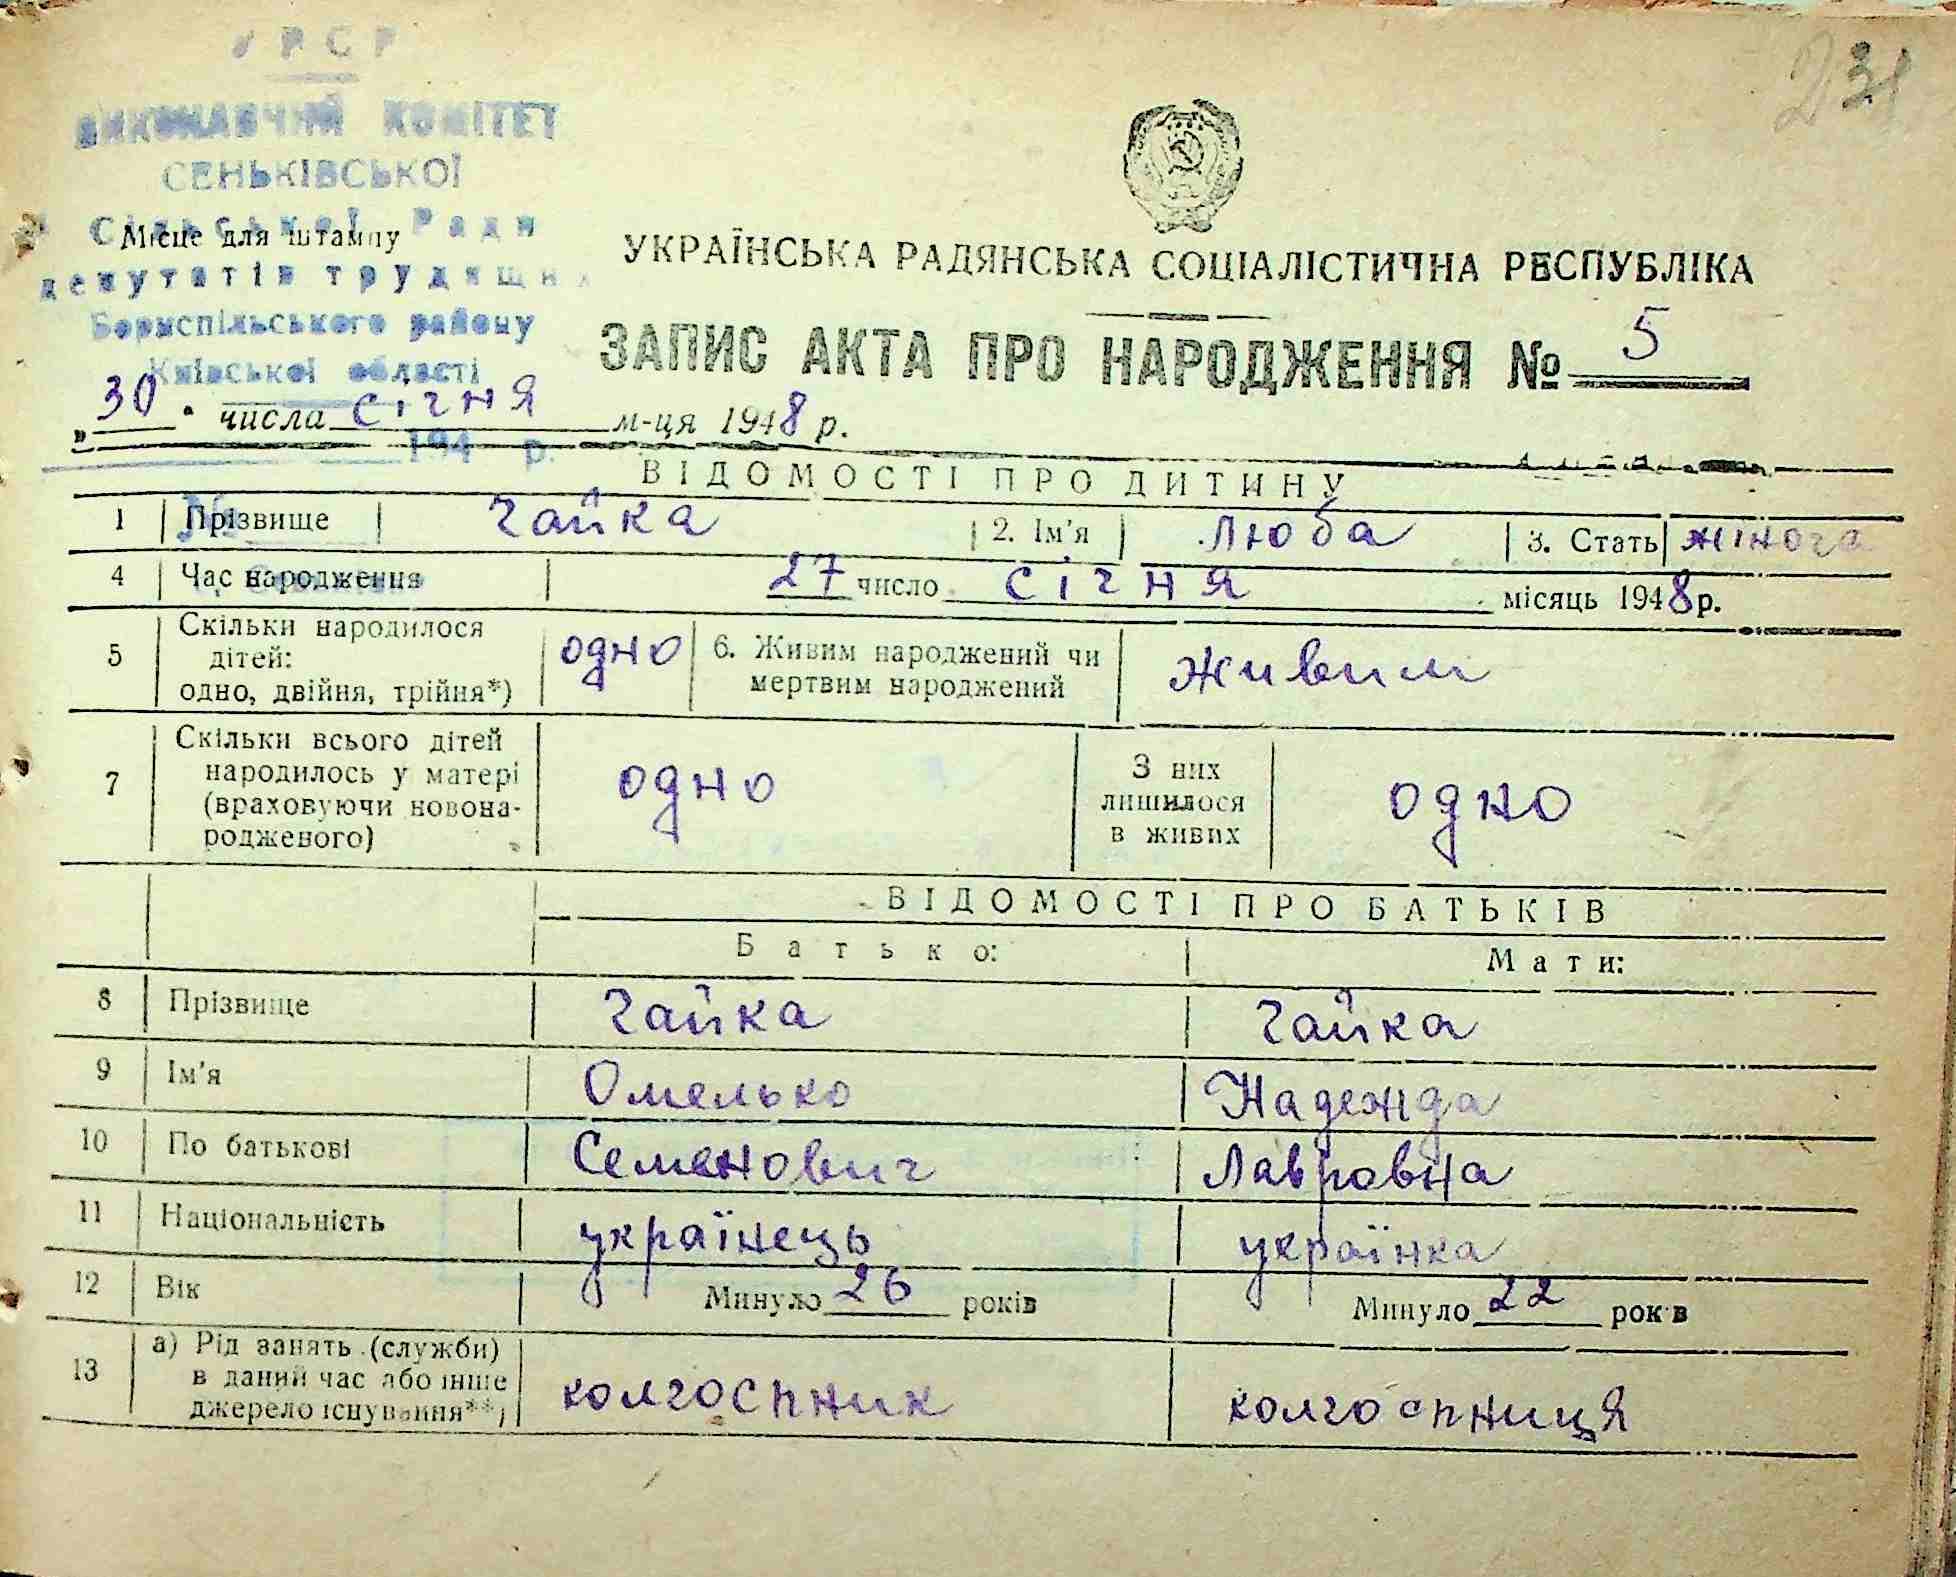 УРСР
ВИКОНАВЧИЙ КОМІТЕТ
СЕНЬКІВСЬКОЇ
Сільської Ради
депутатів трудящих
Бориспільського району
Київської області
194 р.
№
Місце для штампу
231
УКРАЇНСЬКА РАДЯНСЬКА СОЦІАЛІСТИЧНА РЕСПУБЛІКА
ЗАПИС АКТА ПРО НАРОДЖЕННЯ № 5
„30" числа січня м-ця 1948 р.
ВІДОМОСТІ ПРО ДИТИНУ
1 Прізвище Чайка 2. Ім'я Люба 3. Стать жіноча
4 Час народження 27 число січня місяць 1948 р.
5 Скільки народилося дітей: одно, двійня, трійня*) одно 6. Живим народжений чи мертвим народжений живим
7 Скільки всього дітей народилось у матері (враховуючи новонародженого) одно З них лишилося в живих одно
ВІДОМОСТІ ПРО БАТЬКІВ
Батько: Мати:
8 Прізвище Чайка Чайка
9 Ім'я Омелько Надежда
10 По батькові Семенович Лавровна
11 Національність українець українка
12 Вік Минуло 26 років Минуло 22 років
13 а) Рід занять (служби) в даний час або інше джерело існування**) колгоспник колгоспниця